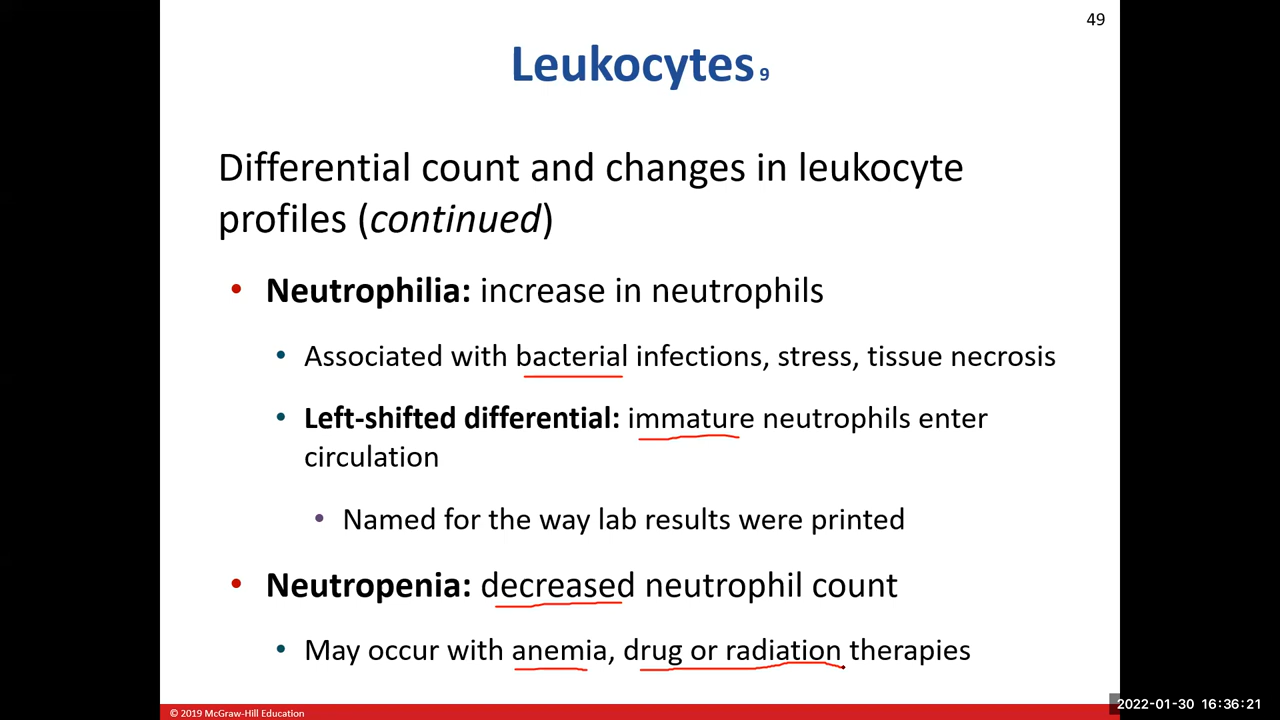 49
Leukocytes 9
Differential count and changes in leukocyte
profiles (continued)
• Neutrophilia: increase in neutrophils
• Associated with bacterial infections, stress, tissue necrosis
• Left-shifted differential: immature neutrophils enter
circulation
• Named for the way lab results were printed
• Neutropenia: decreased neutrophil count
• May occur with anemia, drug or radiation therapies
© 2019 McGraw-Hill Education
2022-01-30 16:36:21